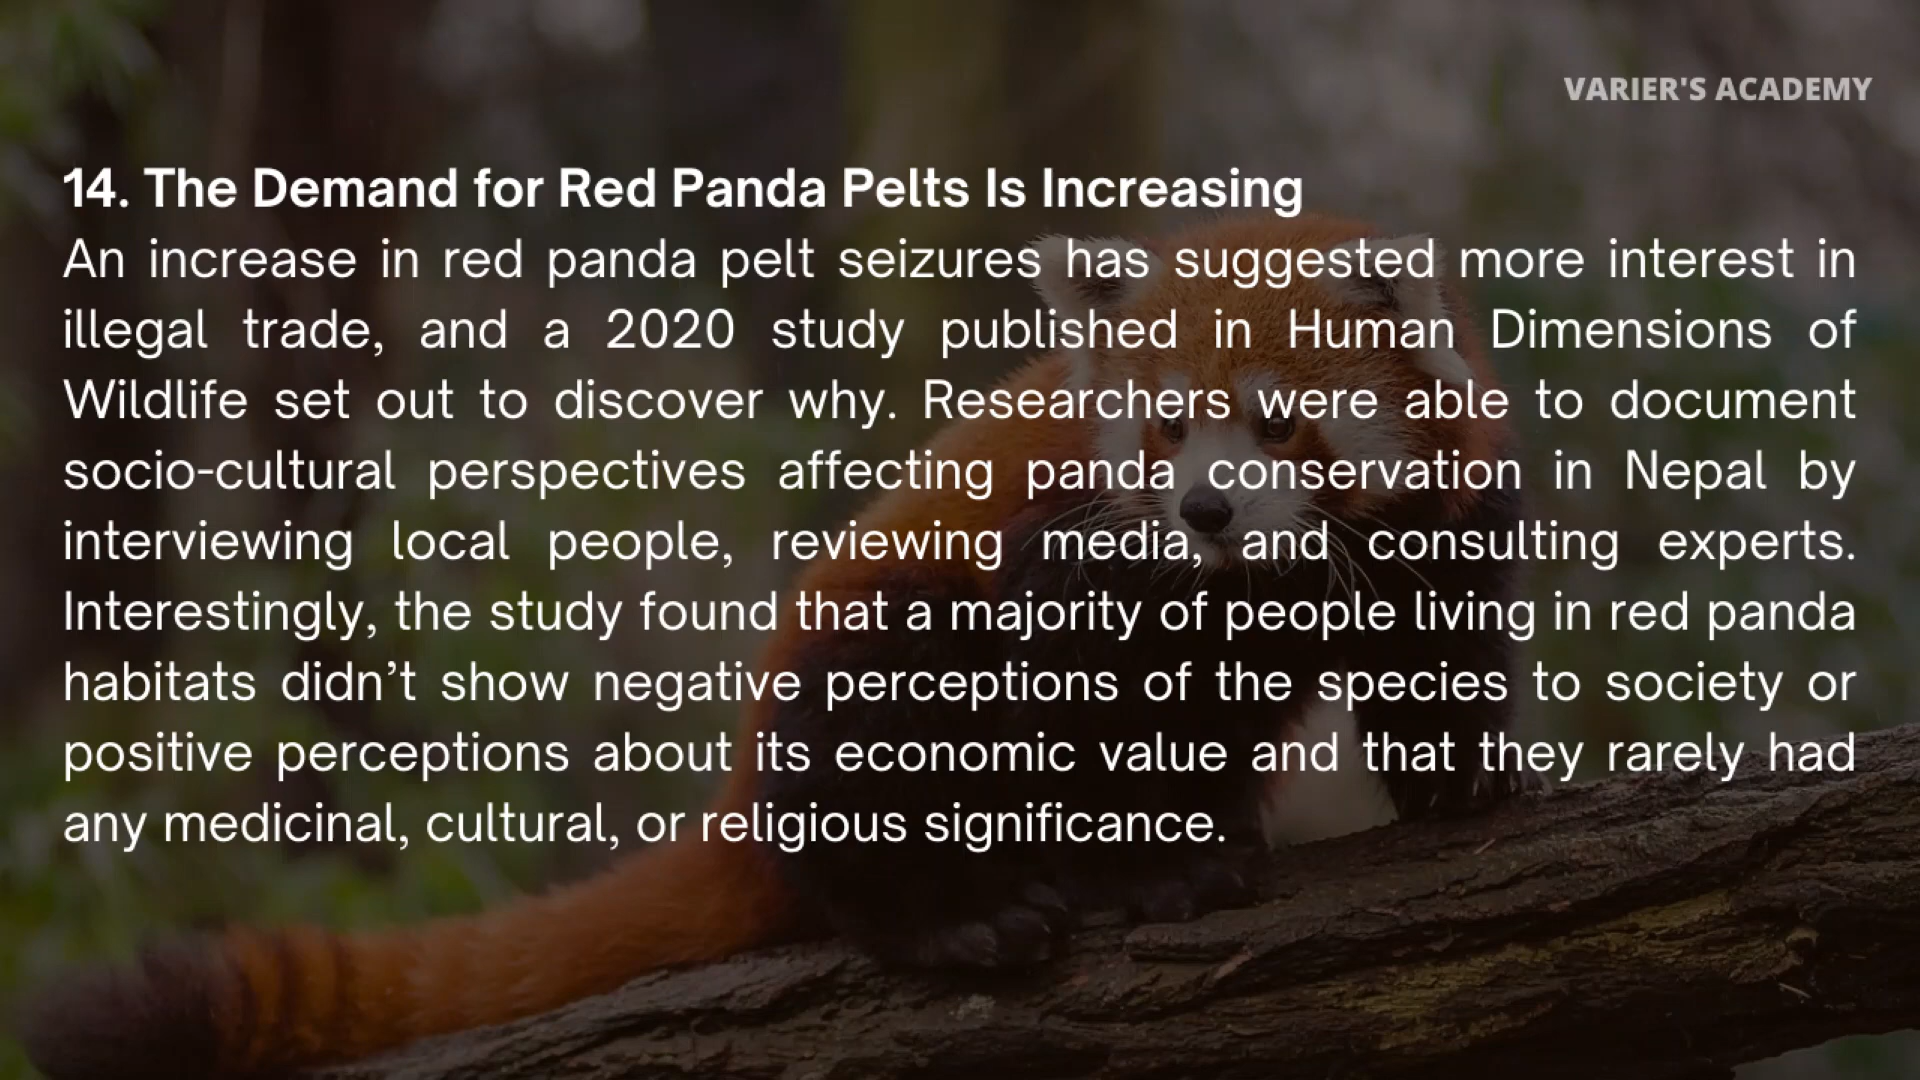 VARIER'S ACADEMY
14. The Demand for Red Panda Pelts Is Increasing
An increase in red panda pelt seizures has suggested more interest in
illegal trade, and a 2020 study published in Human Dimensions of
Wildlife set out to discover why. Researchers were able to document
socio-cultural perspectives affecting panda conservation in Nepal by
interviewing local people, reviewing media, and consulting experts.
Interestingly, the study found that a majority of people living in red panda
habitats didn’t show negative perceptions of the species to society or
positive perceptions about its economic value and that they rarely had
any medicinal, cultural, or religious significance.